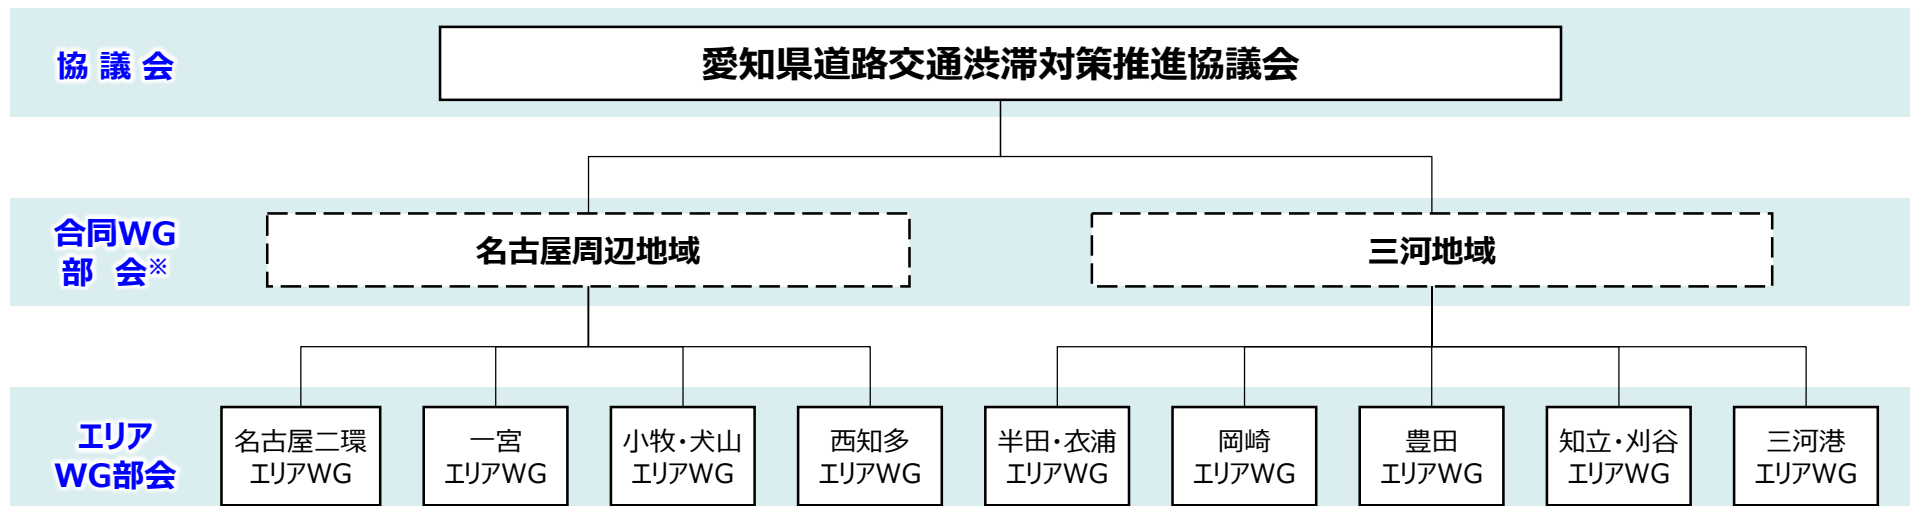 協 議 会
愛知県道路交通渋滞対策推進協議会
合同WG
部 会※
名古屋周辺地域
三河地域
エリア
WG部会
名古屋二環
エリアWG
一宮
エリアWG
小牧・犬山
エリアWG
西知多
エリアWG
半田・衣浦
エリアWG
岡崎
エリアWG
豊田
エリアWG
知立・刈谷
エリアWG
三河港
エリアWG